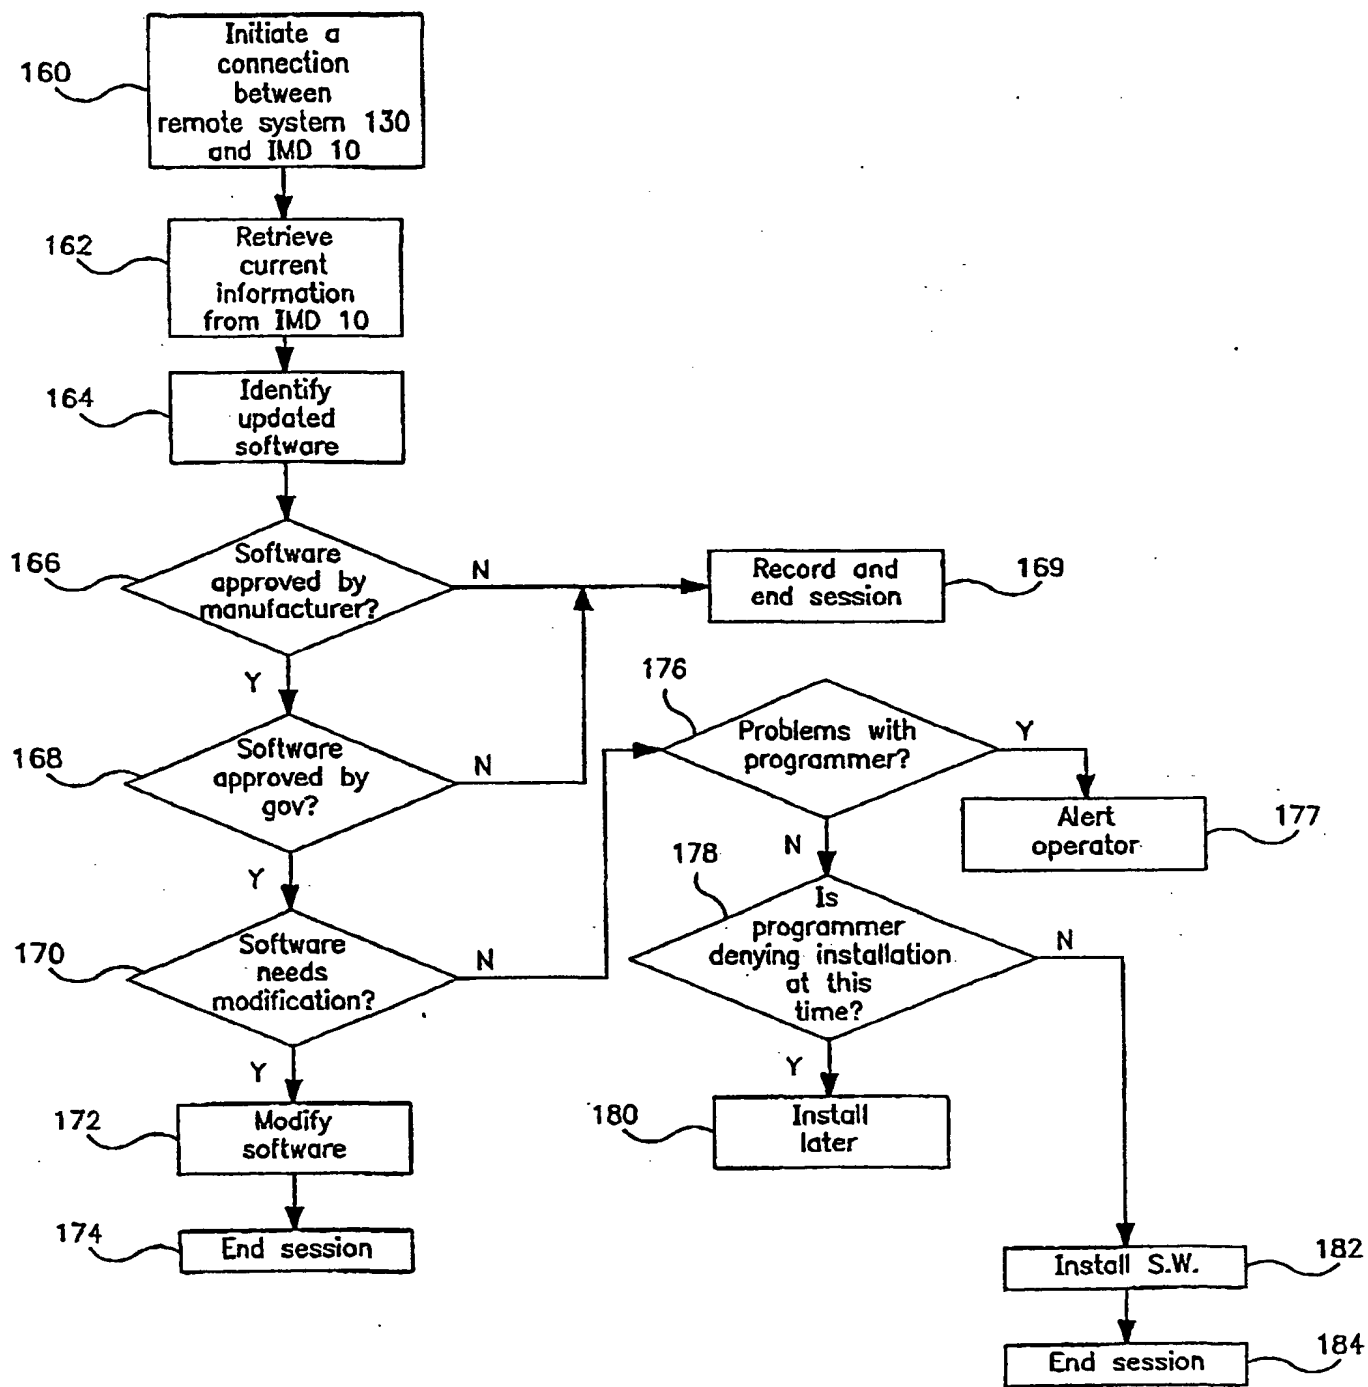 160
Initiate a
connection
between
remote system 130
and IMD 10
162
Retrieve
current
information
from IMD 10
164
Identify
updated
software
166
Software
approved by
manufacturer?
N
Y
Record and
end session
169
168
Software
approved by
gov?
N
Y
170
Software
needs
modification?
N
Y
172
Modify
software
174
End session
176
Problems with
programmer?
Y
N
Alert
operator
177
178
Is
programmer
denying installation
at this
time?
N
Y
180
Install
later
Install S.W.
182
End session
184